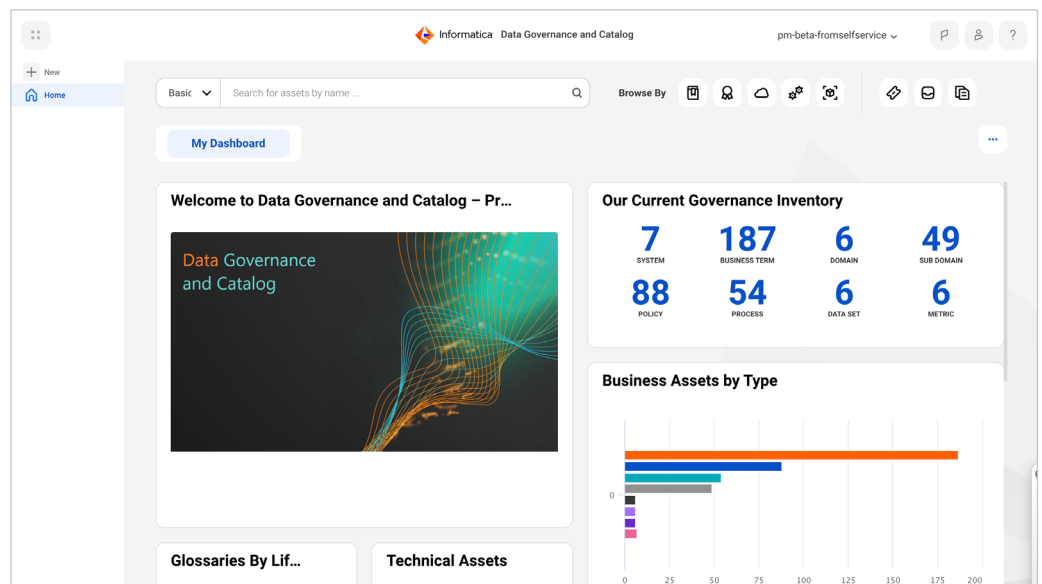 Informatica Data Governance and Catalog
pm-beta-fromselfservice
?
New
Home
Basic
Search for assets by name ...
Browse By
My Dashboard
...
Welcome to Data Governance and Catalog – Pr...
Data Governance
and Catalog
Our Current Governance Inventory
7 187 6 49
SYSTEM BUSINESS TERM DOMAIN SUB DOMAIN
88 54 6 6
POLICY PROCESS DATA SET METRIC
Business Assets by Type
0
0 25 50 75 100 125 150 175 200
Glossaries By Lif...
Technical Assets